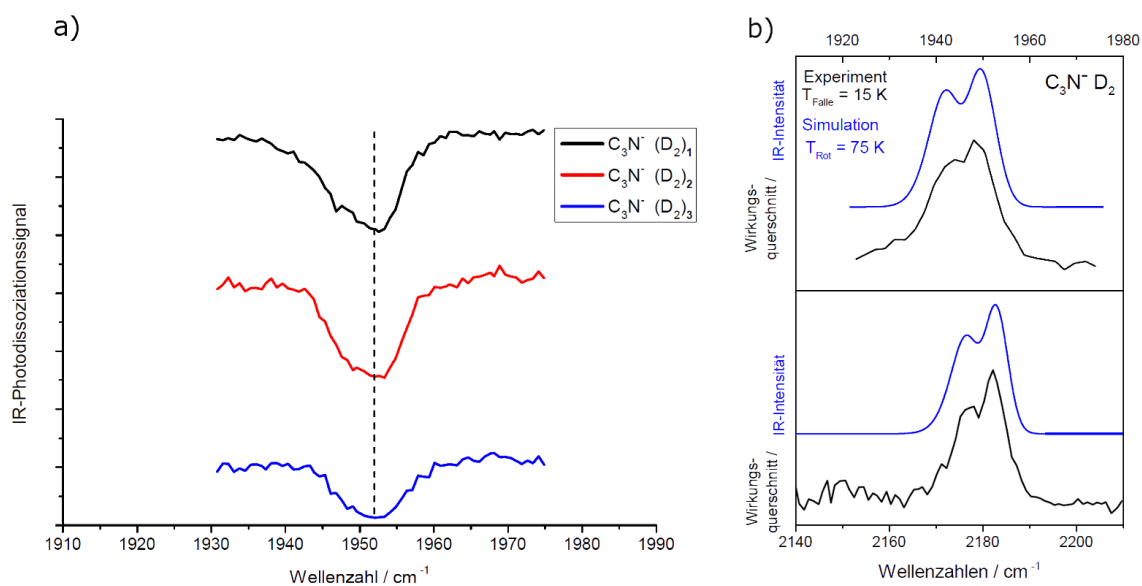 a)
IR-Photodissoziationssignal
C₃N⁻ (D₂)₁
C₃N⁻ (D₂)₂
C₃N⁻ (D₂)₃
1910 1920 1930 1940 1950 1960 1970 1980 1990
Wellenzahl / cm⁻¹
b)
1920 1940 1960 1980
Experiment
T_Falle = 15 K
Simulation
T_Rot = 75 K
C₃N⁻ D₂
IR-Intensität
Wirkungs-
querschnitt /
IR-Intensität
Wirkungs-
querschnitt /
2140 2160 2180 2200
Wellenzahlen / cm⁻¹